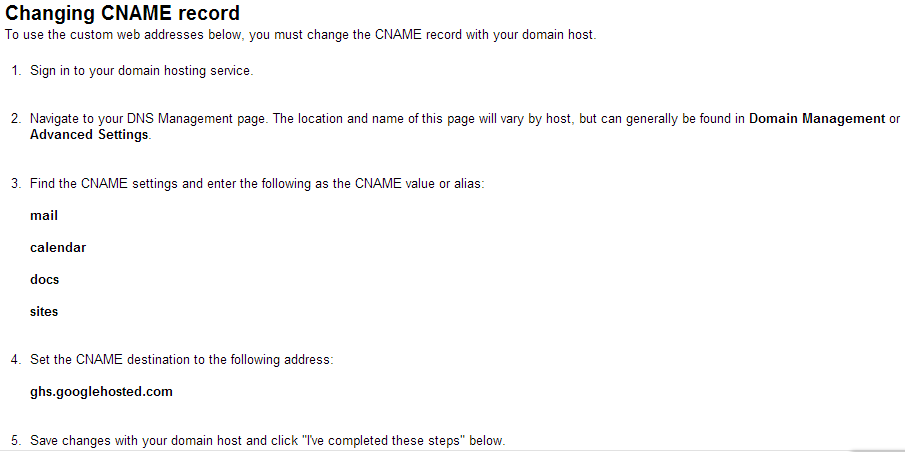 Changing CNAME record
To use the custom web addresses below, you must change the CNAME record with your domain host.
1. Sign in to your domain hosting service.
2. Navigate to your DNS Management page. The location and name of this page will vary by host, but can generally be found in Domain Management or
Advanced Settings.
3. Find the CNAME settings and enter the following as the CNAME value or alias:
mail
calendar
docs
sites
4. Set the CNAME destination to the following address:
ghs.googlehosted.com
5. Save changes with your domain host and click "I've completed these steps" below.